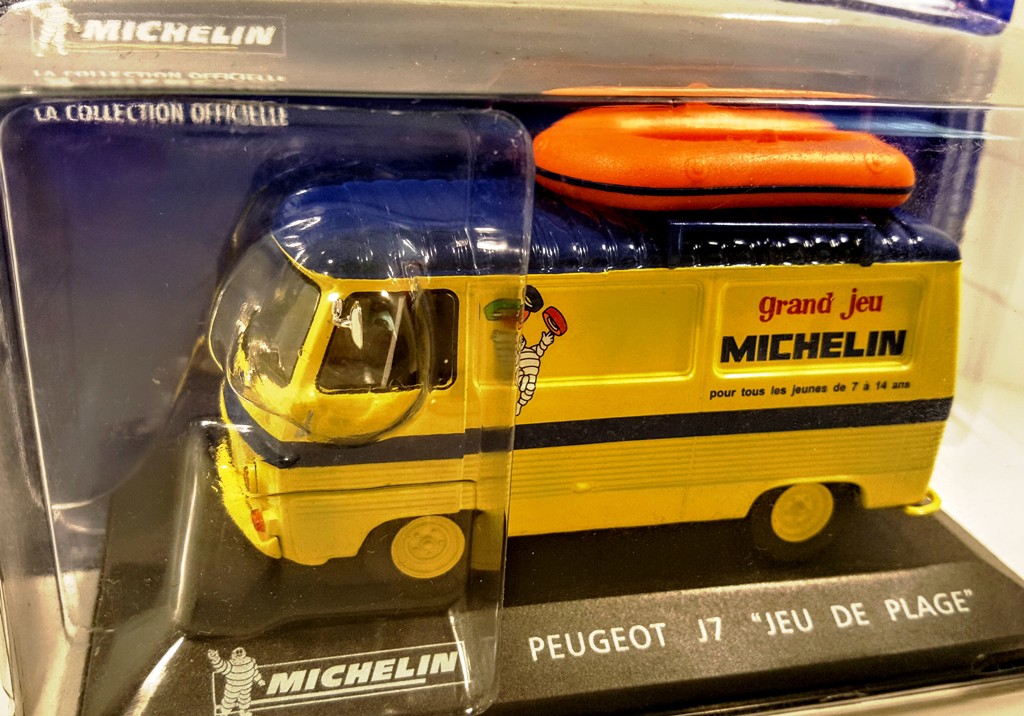 MICHELIN
LA COLLECTION OFFICIELLE
LA COLLECTION OFFICIELLE
grand jeu
MICHELIN
pour tous les jeunes de 7 à 14 ans
PEUGEOT J7 "JEU DE PLAGE"
MICHELIN